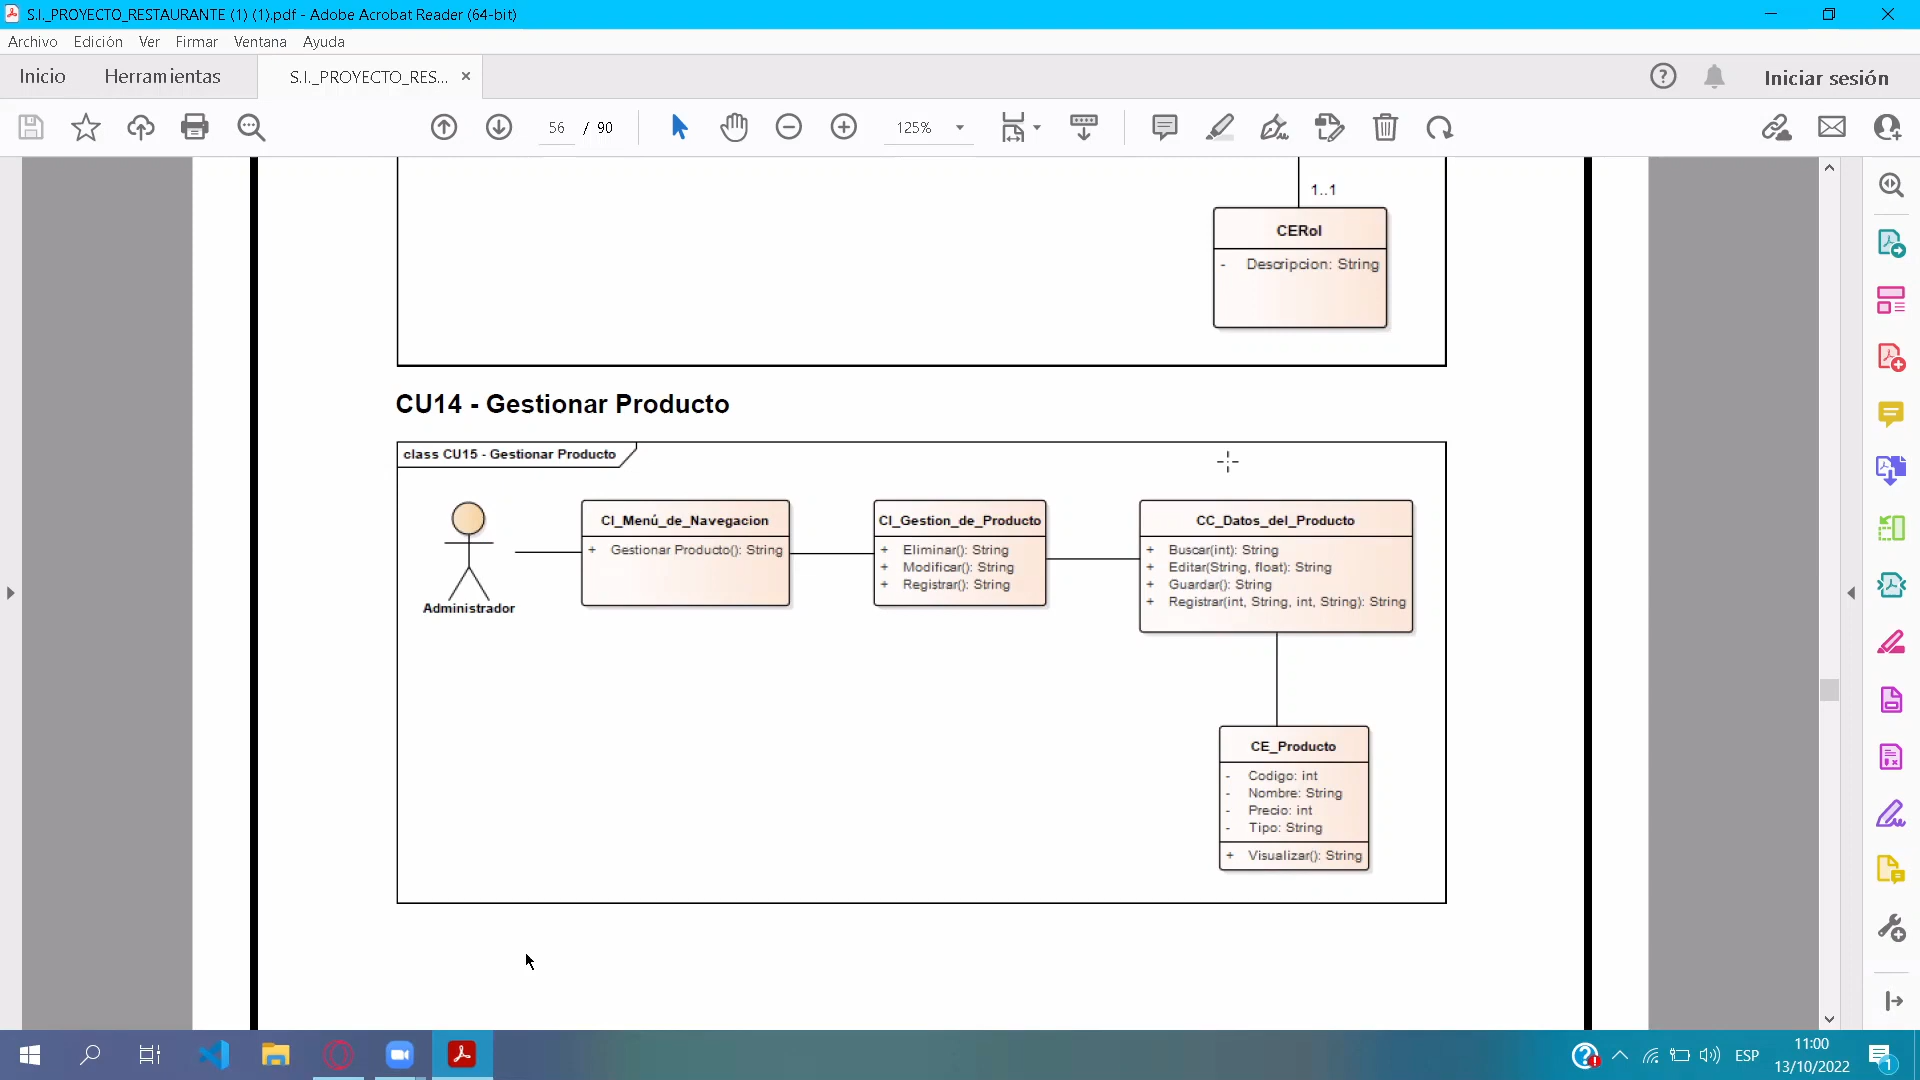 S.I._PROYECTO_RESTAURANTE (1) (1).pdf - Adobe Acrobat Reader (64-bit)
Archivo Edición Ver Firmar Ventana Ayuda
Inicio Herramientas S.I._PROYECTO_RES... × Iniciar sesión
56 / 90 125%
1..1
CERol
- Descripcion: String
CU14 - Gestionar Producto
class CU15 - Gestionar Producto
Administrador
CI_Menú_de_Navegacion
+ Gestionar Producto(): String
CI_Gestion_de_Producto
+ Eliminar(): String
+ Modificar(): String
+ Registrar(): String
CC_Datos_del_Producto
+ Buscar(int): String
+ Editar(String, float): String
+ Guardar(): String
+ Registrar(int, String, int, String): String
CE_Producto
- Codigo: int
- Nombre: String
- Precio: int
- Tipo: String
+ Visualizar(): String
ESP
11:00
13/10/2022
1